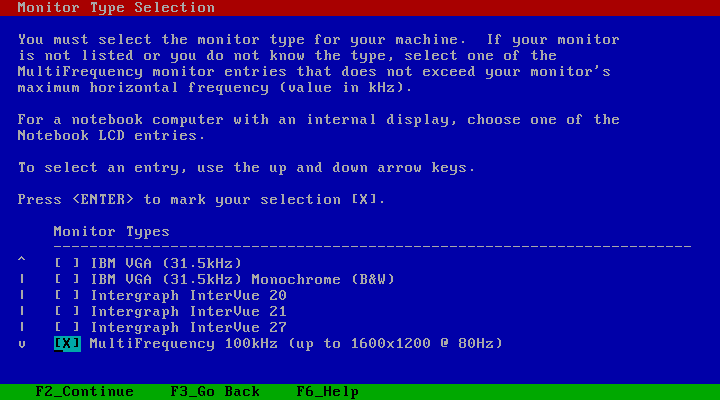 Monitor Type Selection
You must select the monitor type for your machine.  If your monitor
is not listed or you do not know the type, select one of the
MultiFrequency monitor entries that does not exceed your monitor's
maximum horizontal frequency (value in kHz).
For a notebook computer with an internal display, choose one of the
Notebook LCD entries.
To select an entry, use the up and down arrow keys.
Press <ENTER> to mark your selection [X].
Monitor Types
-----------------------------------------------------------------------
^   [ ] IBM VGA (31.5kHz)
|   [ ] IBM VGA (31.5kHz) Monochrome (B&W)
|   [ ] Intergraph InterVue 20
|   [ ] Intergraph InterVue 21
|   [ ] Intergraph InterVue 27
v   [X] MultiFrequency 100kHz (up to 1600x1200 @ 80Hz)
F2_Continue    F3_Go Back    F6_Help